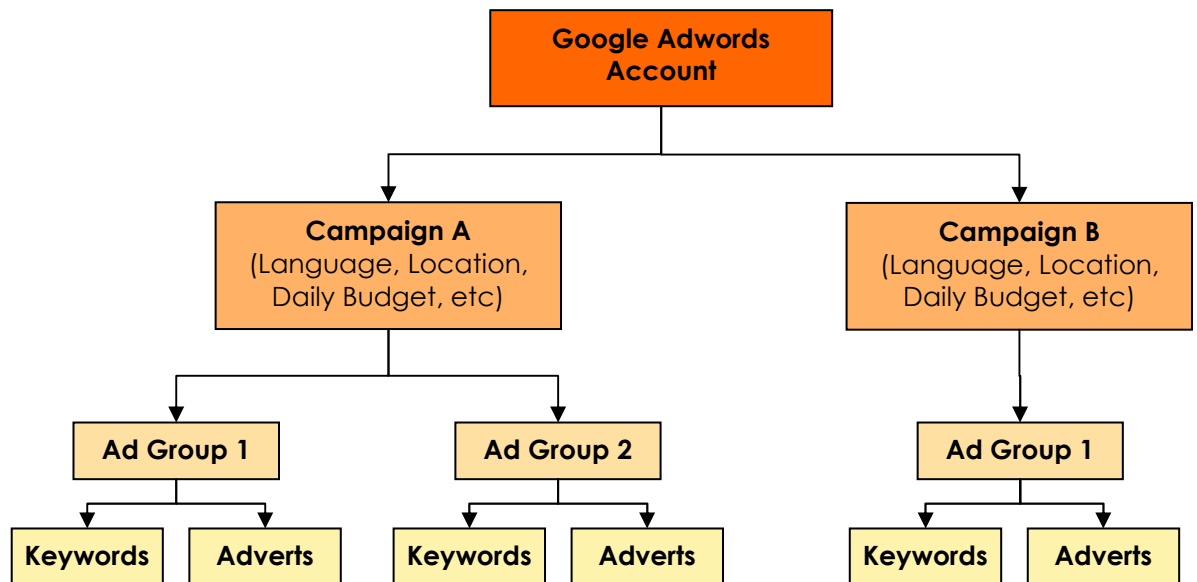 Google Adwords
Account
Campaign A
(Language, Location,
Daily Budget, etc)
Campaign B
(Language, Location,
Daily Budget, etc)
Ad Group 1
Ad Group 2
Ad Group 1
Keywords
Adverts
Keywords
Adverts
Keywords
Adverts